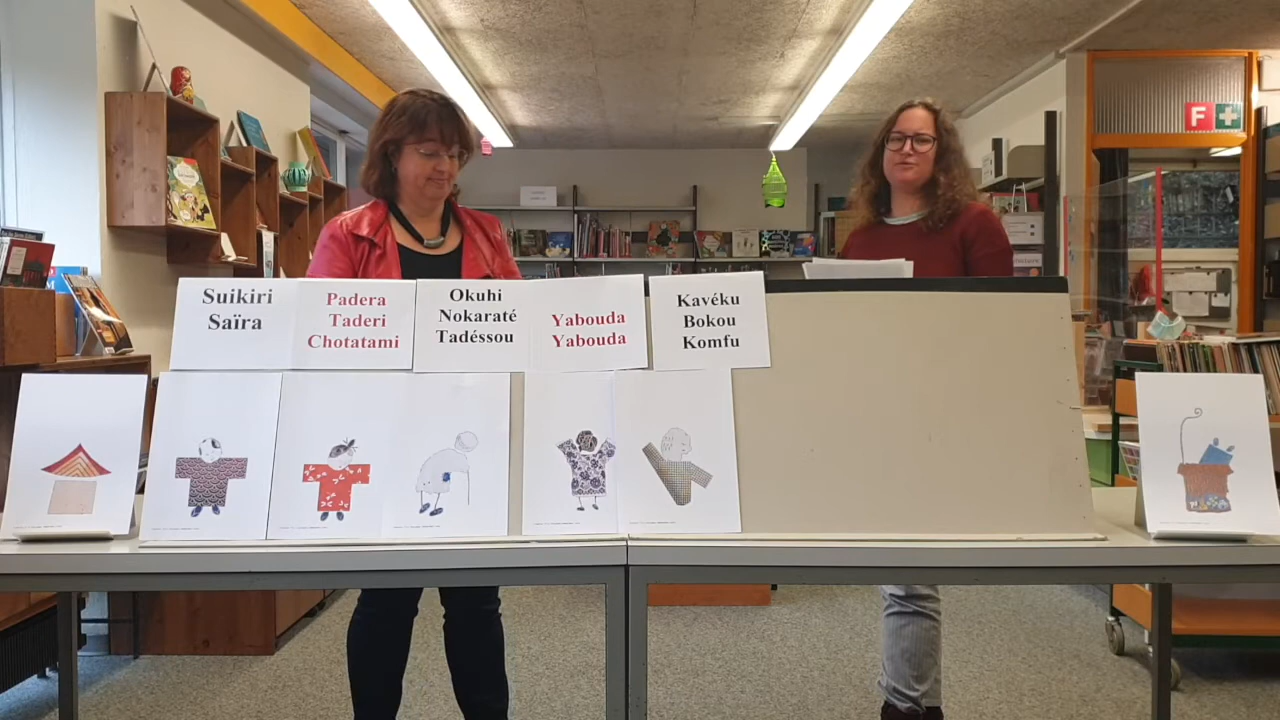 Suikiri
Saïra
Padera
Taderi
Chotatami
Okuhi
Nokaraté
Tadéssou
Yabouda
Yabouda
Kavéku
Bokou
Komfu
F